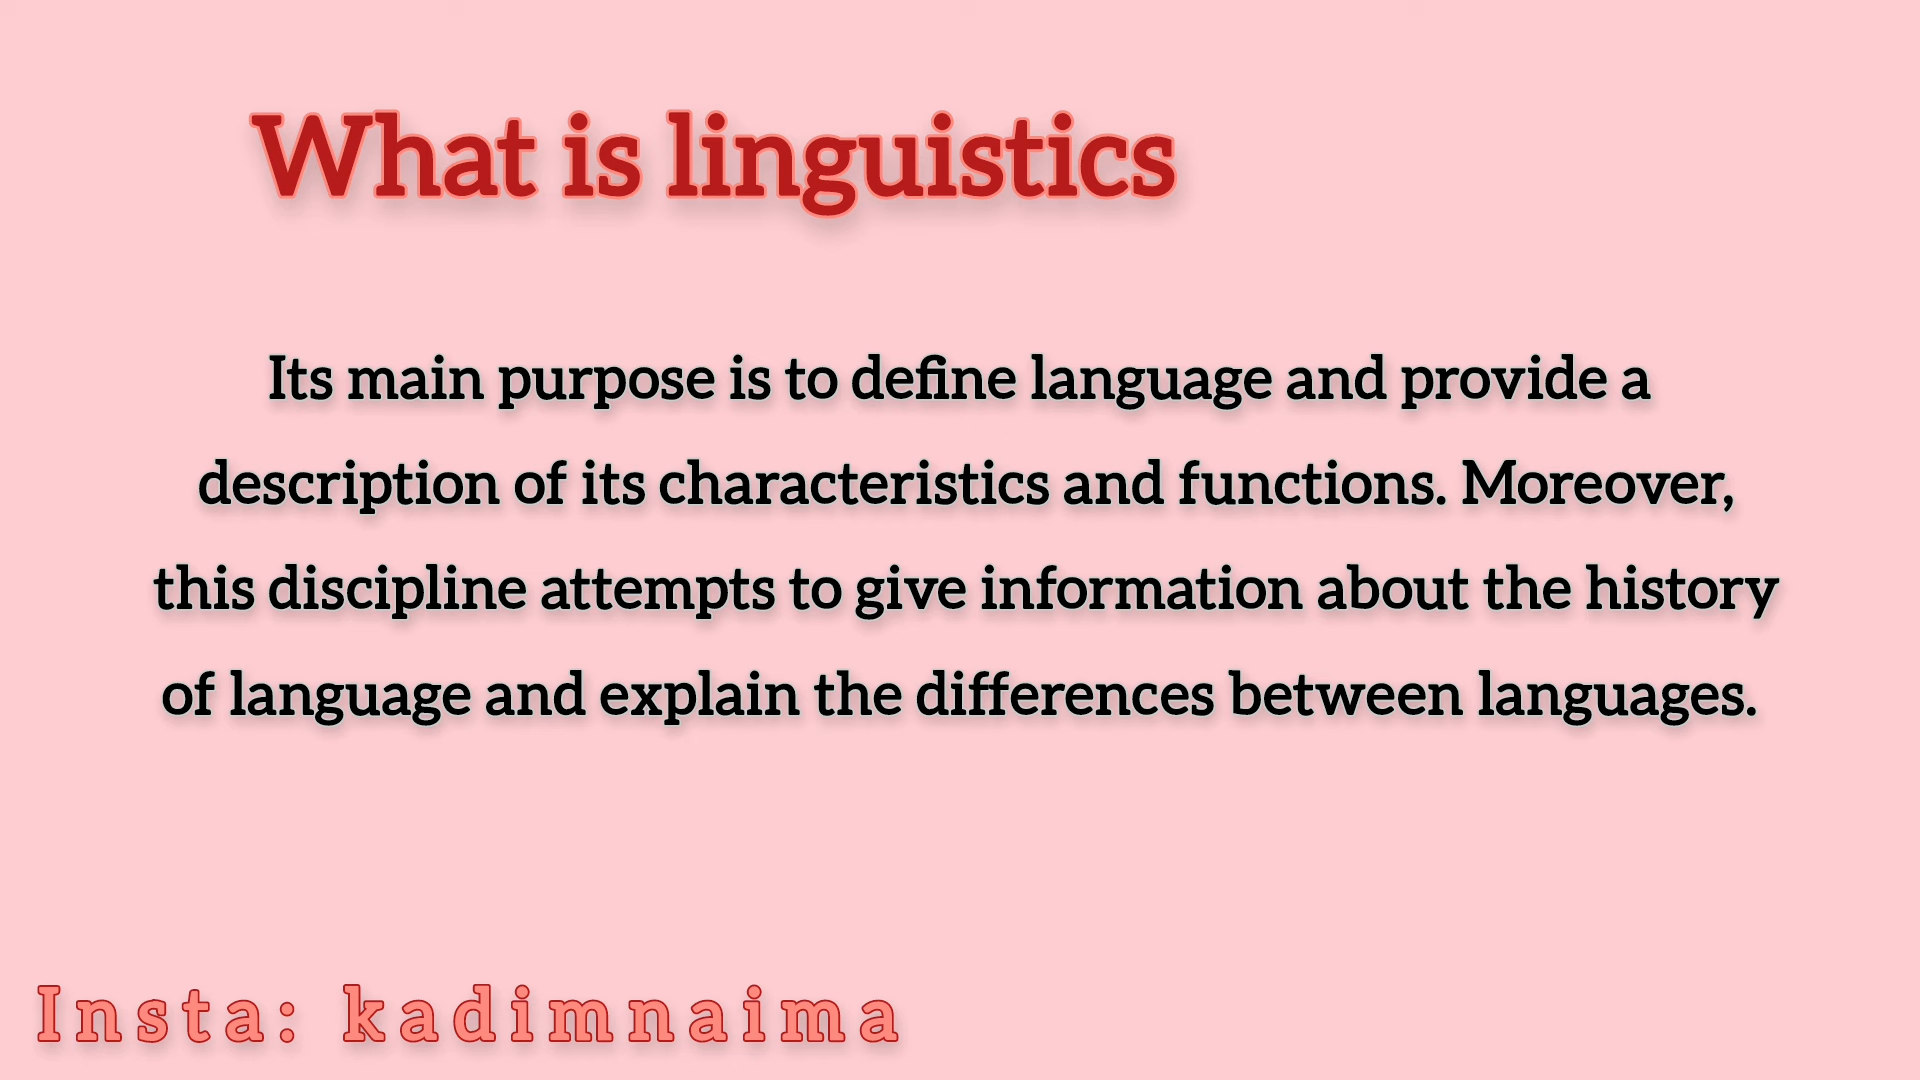 What is linguistics
Its main purpose is to define language and provide a
description of its characteristics and functions. Moreover,
this discipline attempts to give information about the history
of language and explain the differences between languages.
Insta: kadimnaima